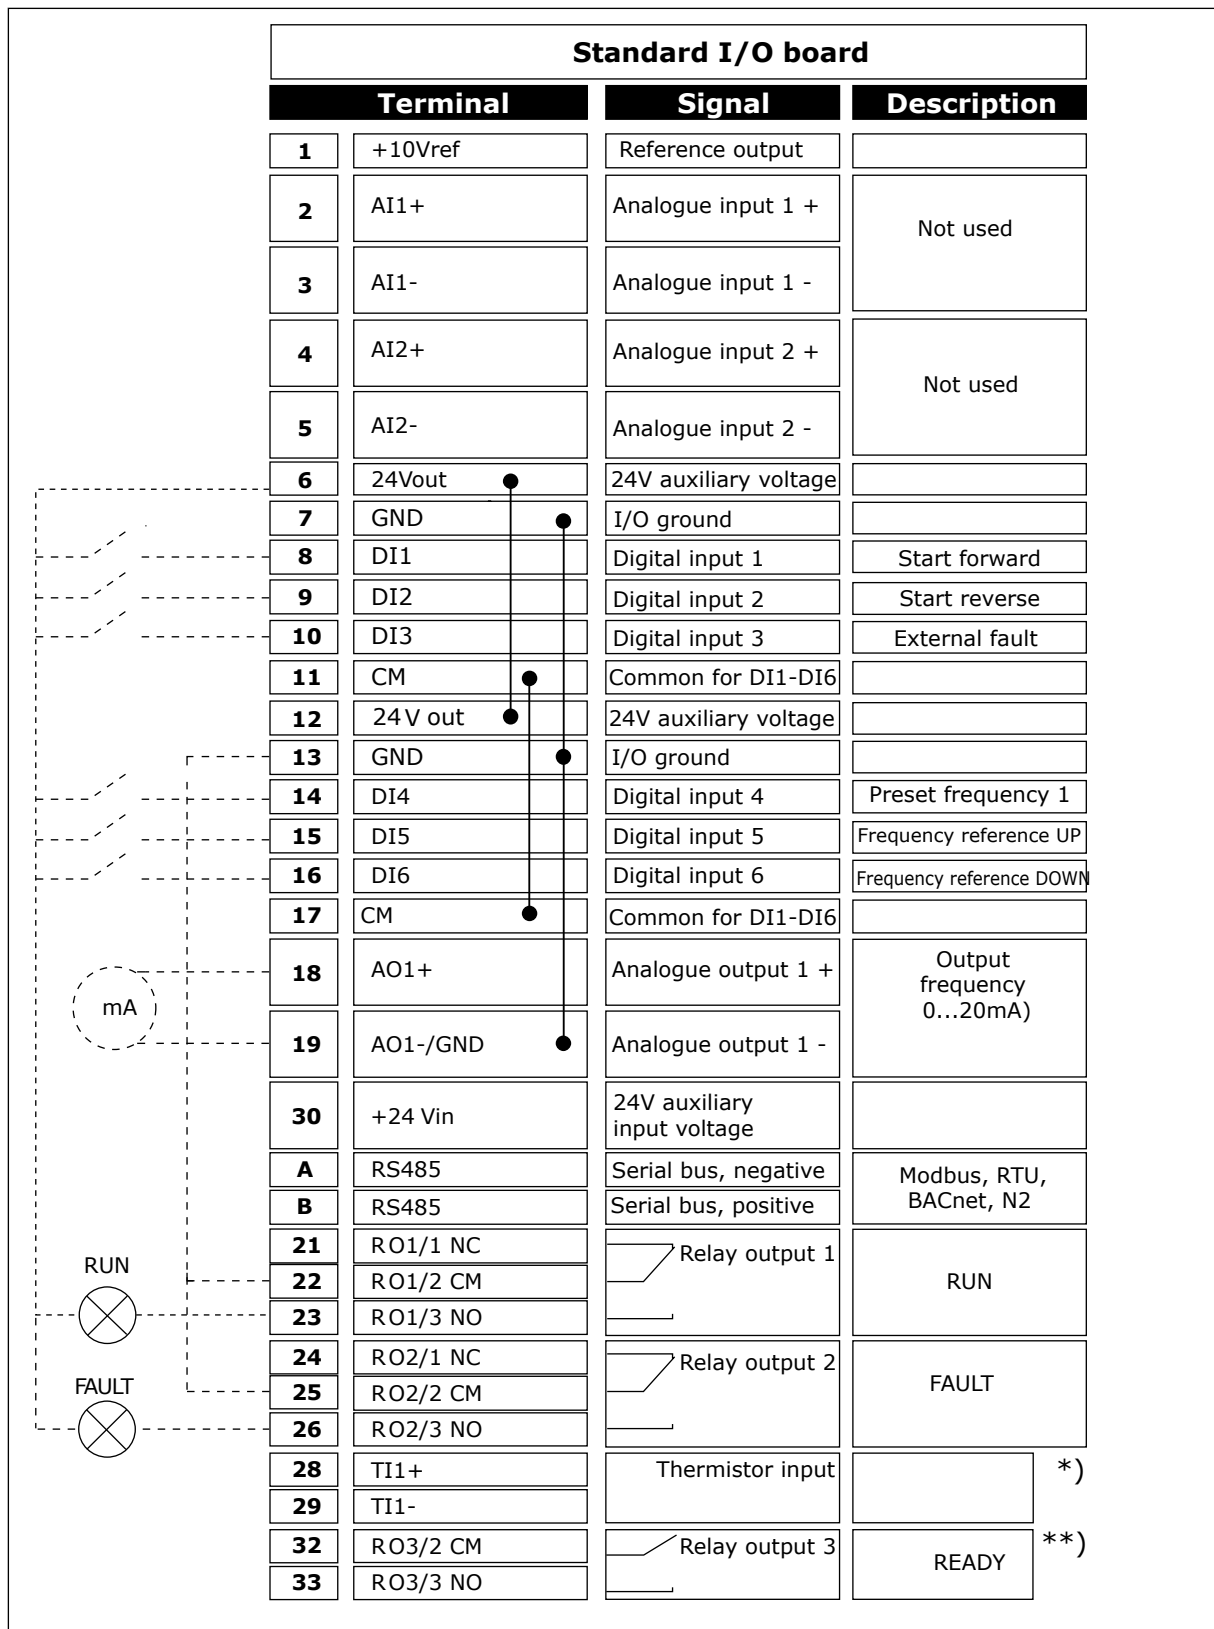 Standard I/O board
Terminal Signal Description
1 +10Vref Reference output
2 AI1+ Analogue input 1 +
Not used
3 AI1- Analogue input 1 -
4 AI2+ Analogue input 2 +
Not used
5 AI2- Analogue input 2 -
6 24Vout 24V auxiliary voltage
7 GND I/O ground
8 DI1 Digital input 1 Start forward
9 DI2 Digital input 2 Start reverse
10 DI3 Digital input 3 External fault
11 CM Common for DI1-DI6
12 24V out 24V auxiliary voltage
13 GND I/O ground
14 DI4 Digital input 4 Preset frequency 1
15 DI5 Digital input 5 Frequency reference UP
16 DI6 Digital input 6 Frequency reference DOWN
17 CM Common for DI1-DI6
18 AO1+ Analogue output 1 + Output
frequency
0...20mA)
mA
19 AO1-/GND Analogue output 1 -
30 +24 Vin 24V auxiliary
input voltage
A RS485 Serial bus, negative Modbus, RTU,
B RS485 Serial bus, positive BACnet, N2
21 RO1/1 NC Relay output 1
RUN
22 RO1/2 CM RUN
23 RO1/3 NO
24 RO2/1 NC Relay output 2
FAULT
25 RO2/2 CM FAULT
26 RO2/3 NO
28 TI1+ Thermistor input *)
29 TI1-
32 RO3/2 CM Relay output 3 READY **)
33 RO3/3 NO